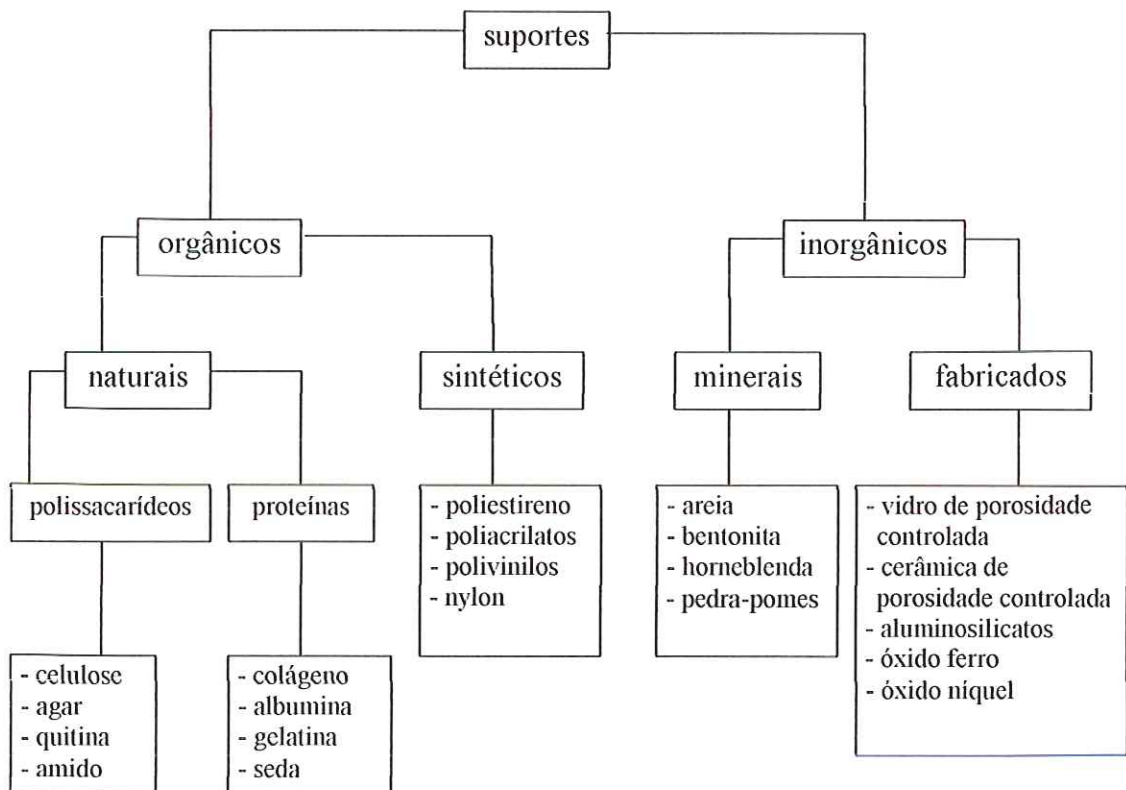 suportes
orgânicos
inorgânicos
naturais
sintéticos
minerais
fabricados
polissacarídeos
proteínas
- poliestireno
- poliacrilatos
- polivinilos
- nylon
- areia
- bentonita
- horneblenda
- pedra-pomes
- vidro de porosidade
controlada
- cerâmica de
porosidade controlada
- aluminosilicatos
- óxido ferro
- óxido níquel
- celulose
- agar
- quitina
- amido
- colágeno
- albumina
- gelatina
- seda